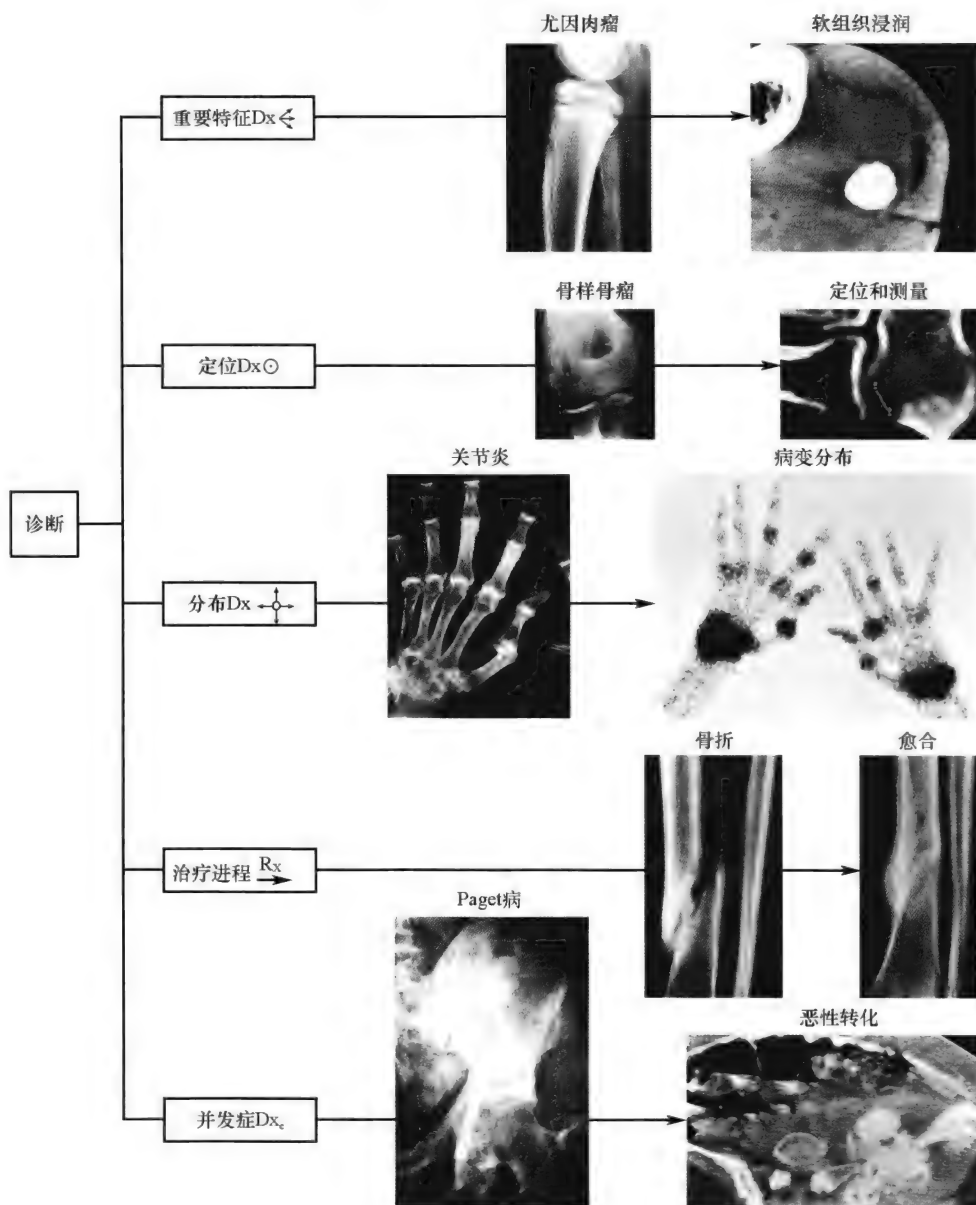 尤因肉瘤
软组织浸润
重要特征Dx
骨样骨瘤
定位和测量
定位Dx
关节炎
病变分布
诊断
分布Dx
骨折
愈合
治疗进程 Rx
Paget病
恶性转化
并发症Dxc